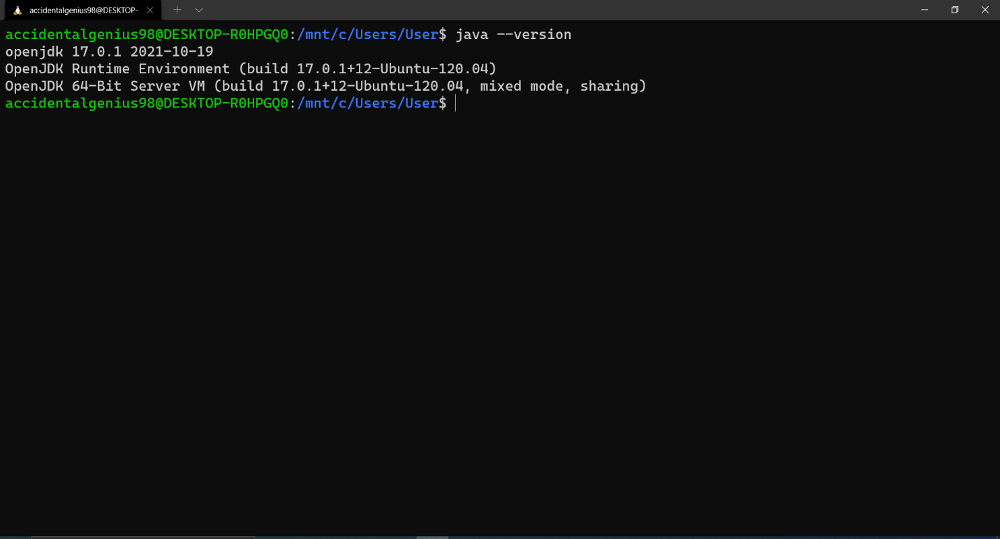 accidentalgenius98@DESKTOP-
accidentalgenius98@DESKTOP-R0HPGQ0:/mnt/c/Users/User$ java --version
openjdk 17.0.1 2021-10-19
OpenJDK Runtime Environment (build 17.0.1+12-Ubuntu-120.04)
OpenJDK 64-Bit Server VM (build 17.0.1+12-Ubuntu-120.04, mixed mode, sharing)
accidentalgenius98@DESKTOP-R0HPGQ0:/mnt/c/Users/User$